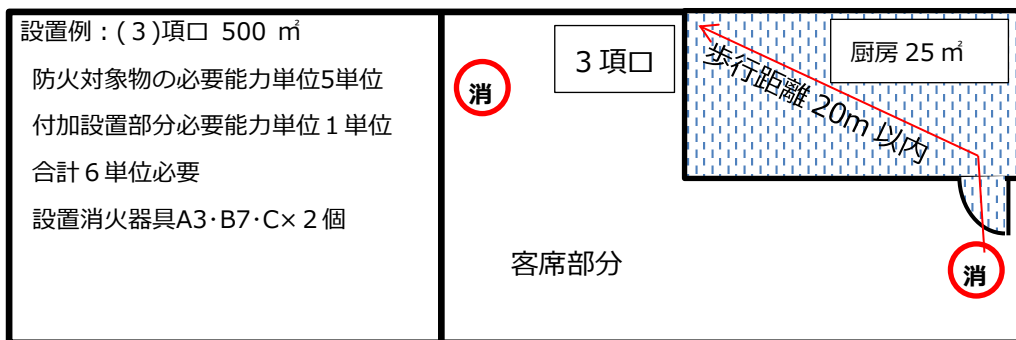 設置例：(３)項ロ 500 ㎡
防火対象物の必要能力単位5単位
付加設置部分必要能力単位１単位
合計６単位必要
設置消火器具A3･B7･C×２個
消
３項ロ
厨房 25 ㎡
歩行距離 20m 以内
客席部分
消